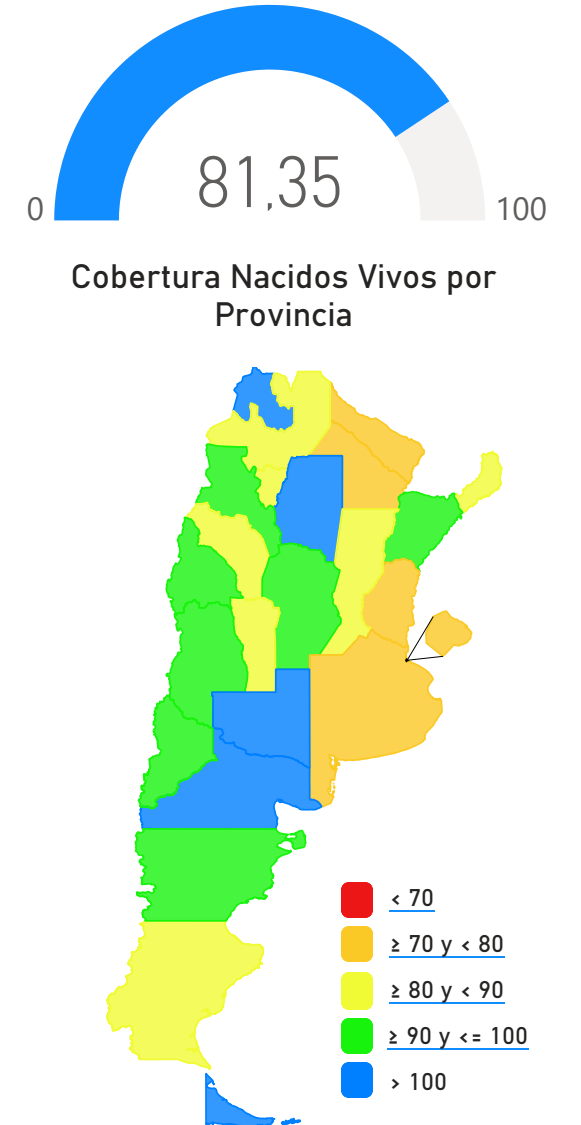 81,35
0
100
Cobertura Nacidos Vivos por
Provincia
< 70
≥ 70 y < 80
≥ 80 y < 90
≥ 90 y <= 100
> 100